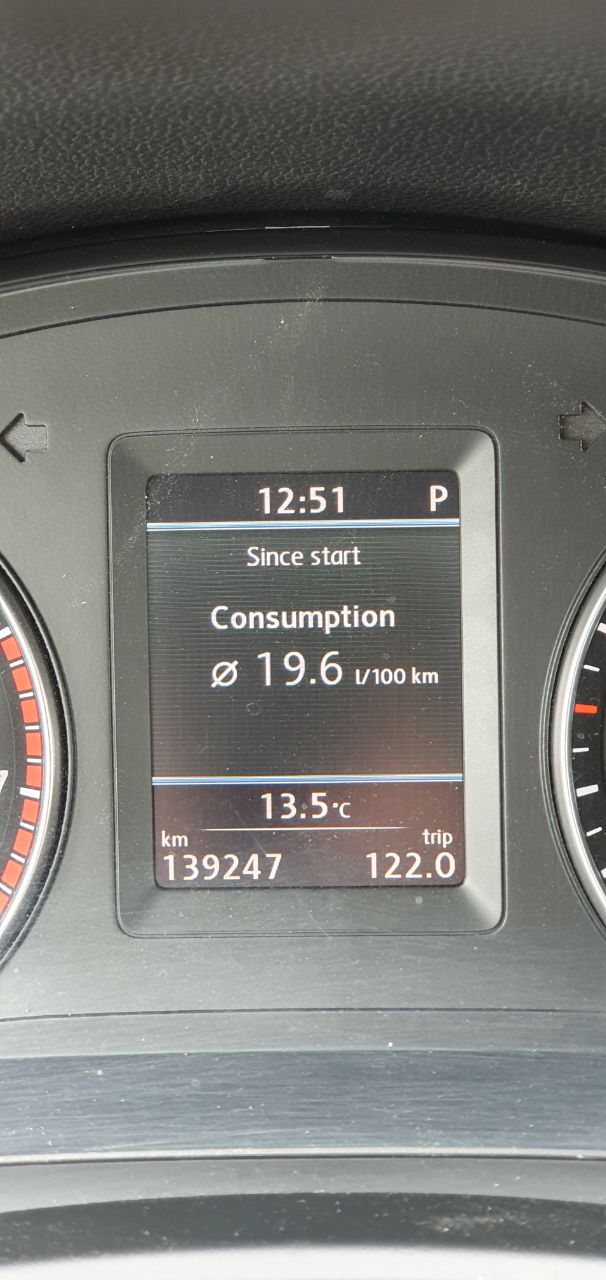 12:51 P
Since start
Consumption
Ø 19.6 l/100 km
13.5°C
km trip
139247 122.0